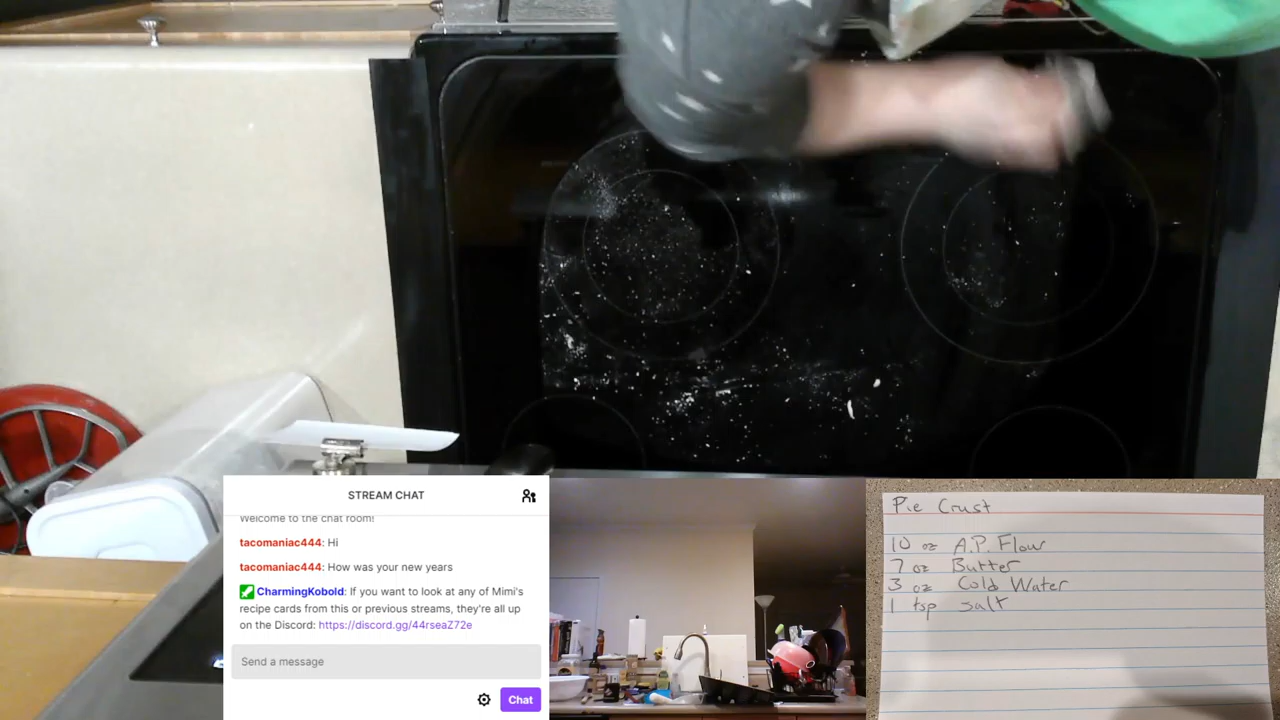 STREAM CHAT
Welcome to the chat room!
tacomaniac444: Hi
tacomaniac444: How was your new years
CharmingKobold: If you want to look at any of Mimi's
recipe cards from this or previous streams, they're all up
on the Discord: https://discord.gg/44rseaZ72e
Send a message
Chat
Pie Crust
10 oz A.P. Flour
7 oz Butter
3 oz Cold Water
1 tsp salt